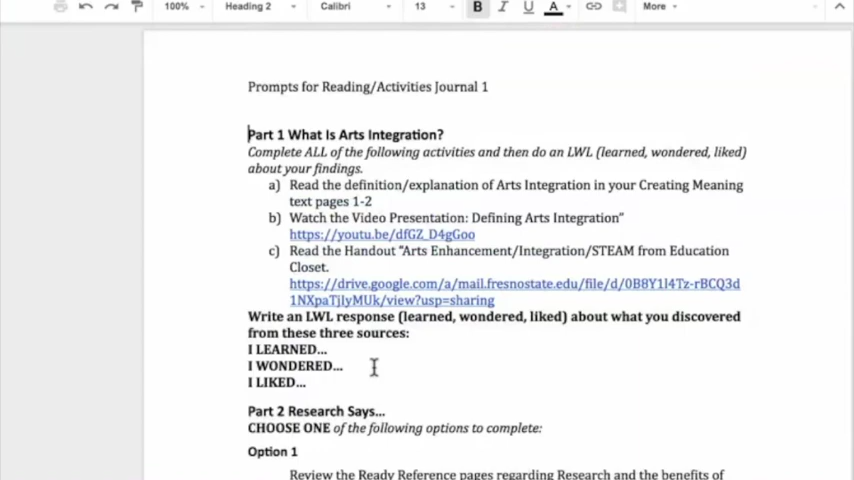 100%
Heading 2
Calibri
13
B I U A
More
Prompts for Reading/Activities Journal 1
Part 1 What Is Arts Integration?
Complete ALL of the following activities and then do an LWL (learned, wondered, liked)
about your findings.
a) Read the definition/explanation of Arts Integration in your Creating Meaning
text pages 1-2
b) Watch the Video Presentation: Defining Arts Integration”
https://youtu.be/dfGZ_D4gGoo
c) Read the Handout “Arts Enhancement/Integration/STEAM from Education
Closet.
https://drive.google.com/a/mail.fresnostate.edu/file/d/0B8Y1l4Tz-rBCQ3d
1NXpaTjlyMUk/view?usp=sharing
Write an LWL response (learned, wondered, liked) about what you discovered
from these three sources:
I LEARNED...
I WONDERED...
I LIKED...
Part 2 Research Says...
CHOOSE ONE of the following options to complete:
Option 1
Review the Ready Reference pages regarding Research and the benefits of